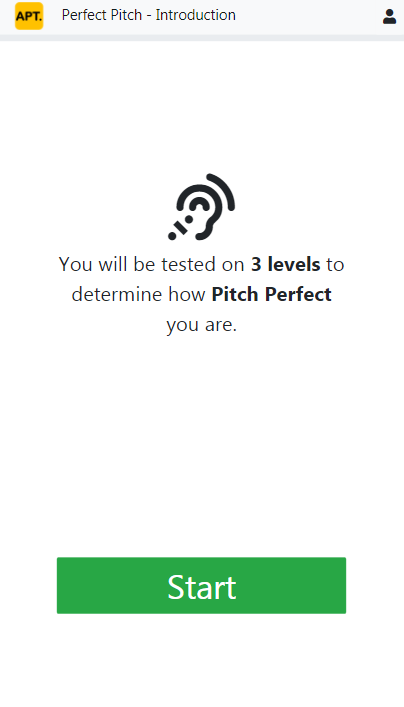 APT.
Perfect Pitch - Introduction
You will be tested on 3 levels to
determine how Pitch Perfect
you are.
Start